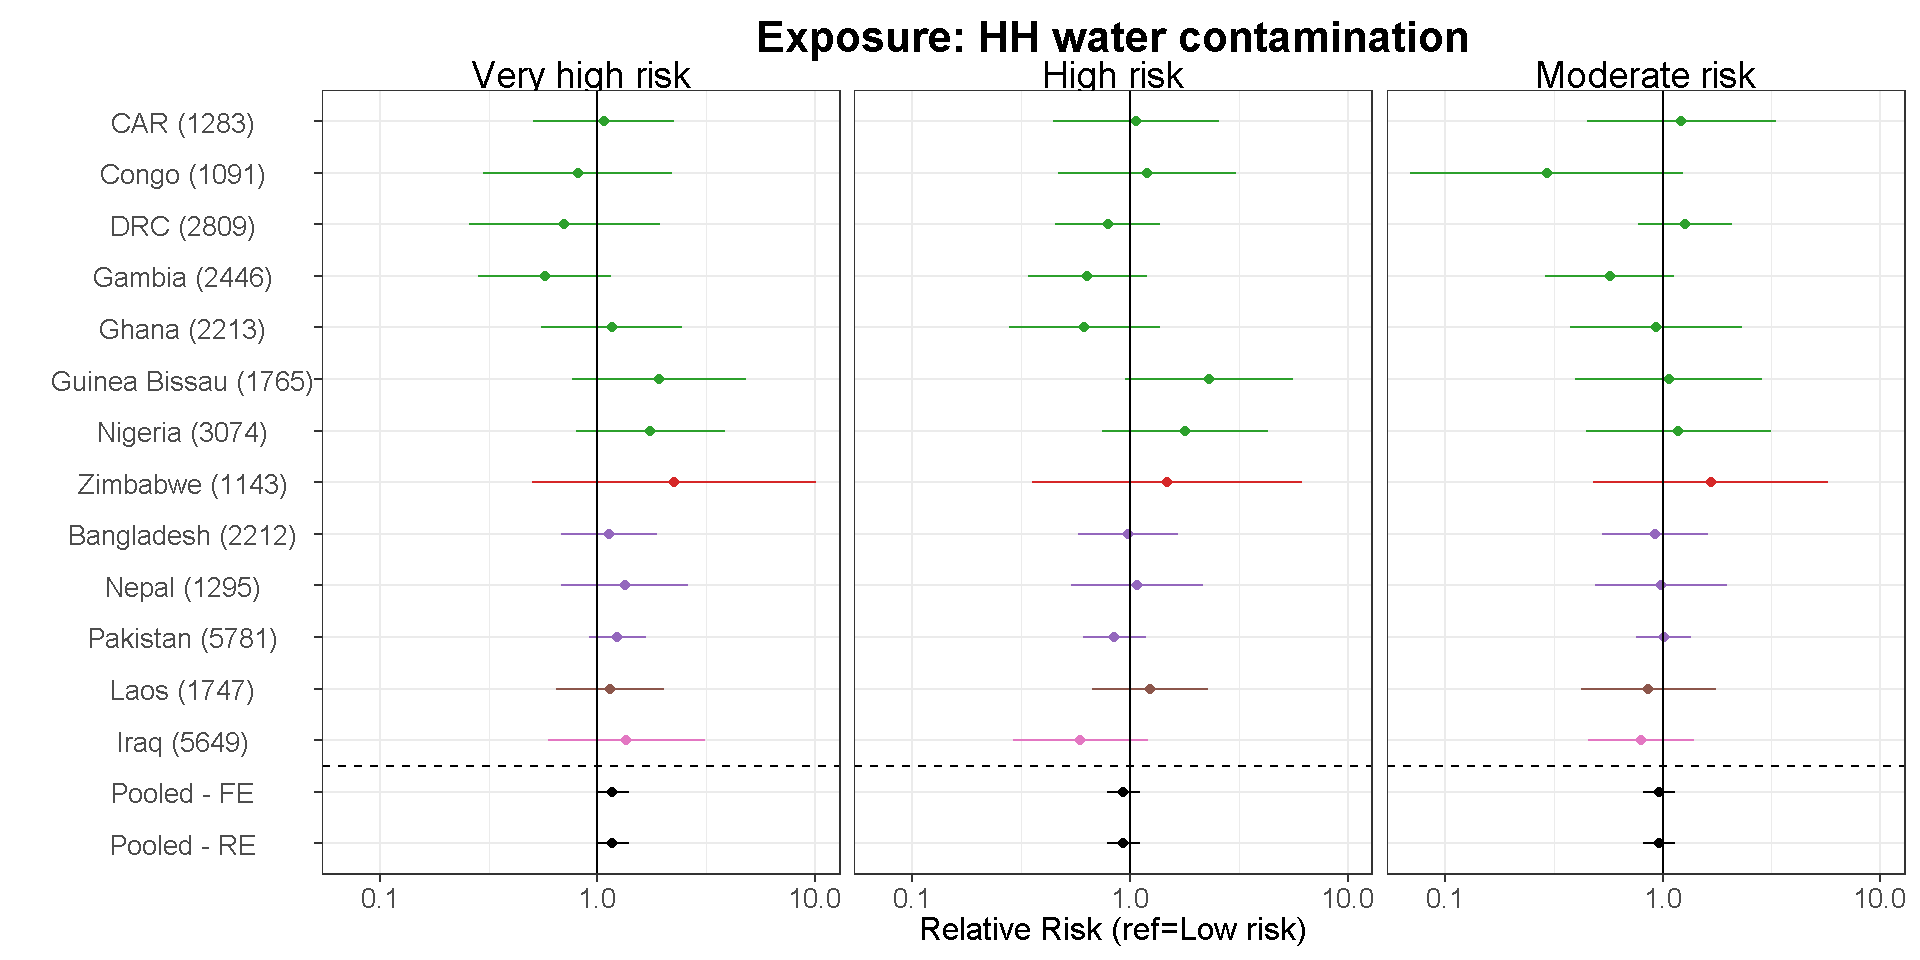 Exposure: HH water contamination
Very high risk
High risk
Moderate risk
CAR (1283)
Congo (1091)
DRC (2809)
Gambia (2446)
Ghana (2213)
Guinea Bissau (1765)
Nigeria (3074)
Zimbabwe (1143)
Bangladesh (2212)
Nepal (1295)
Pakistan (5781)
Laos (1747)
Iraq (5649)
Pooled - FE
Pooled - RE
0.1 1.0 10.0 0.1 1.0 10.0 0.1 1.0 10.0
Relative Risk (ref=Low risk)